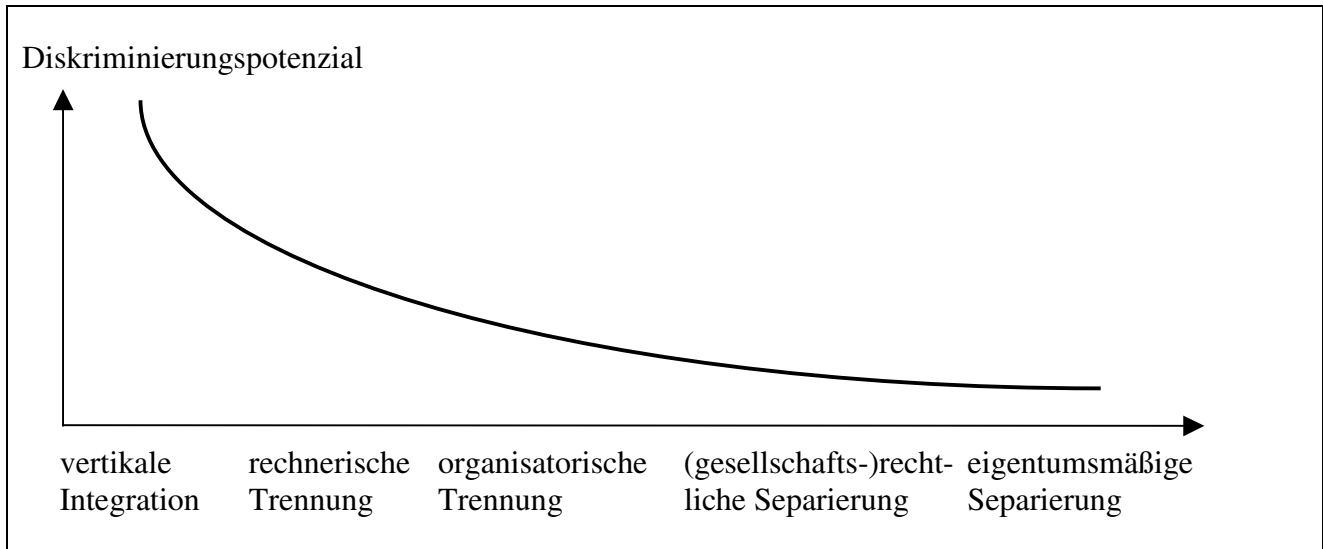 Diskriminierungspotenzial
vertikale rechnerische organisatorische (gesellschafts-)recht- eigentumsmäßige
Integration Trennung Trennung liche Separierung Separierung